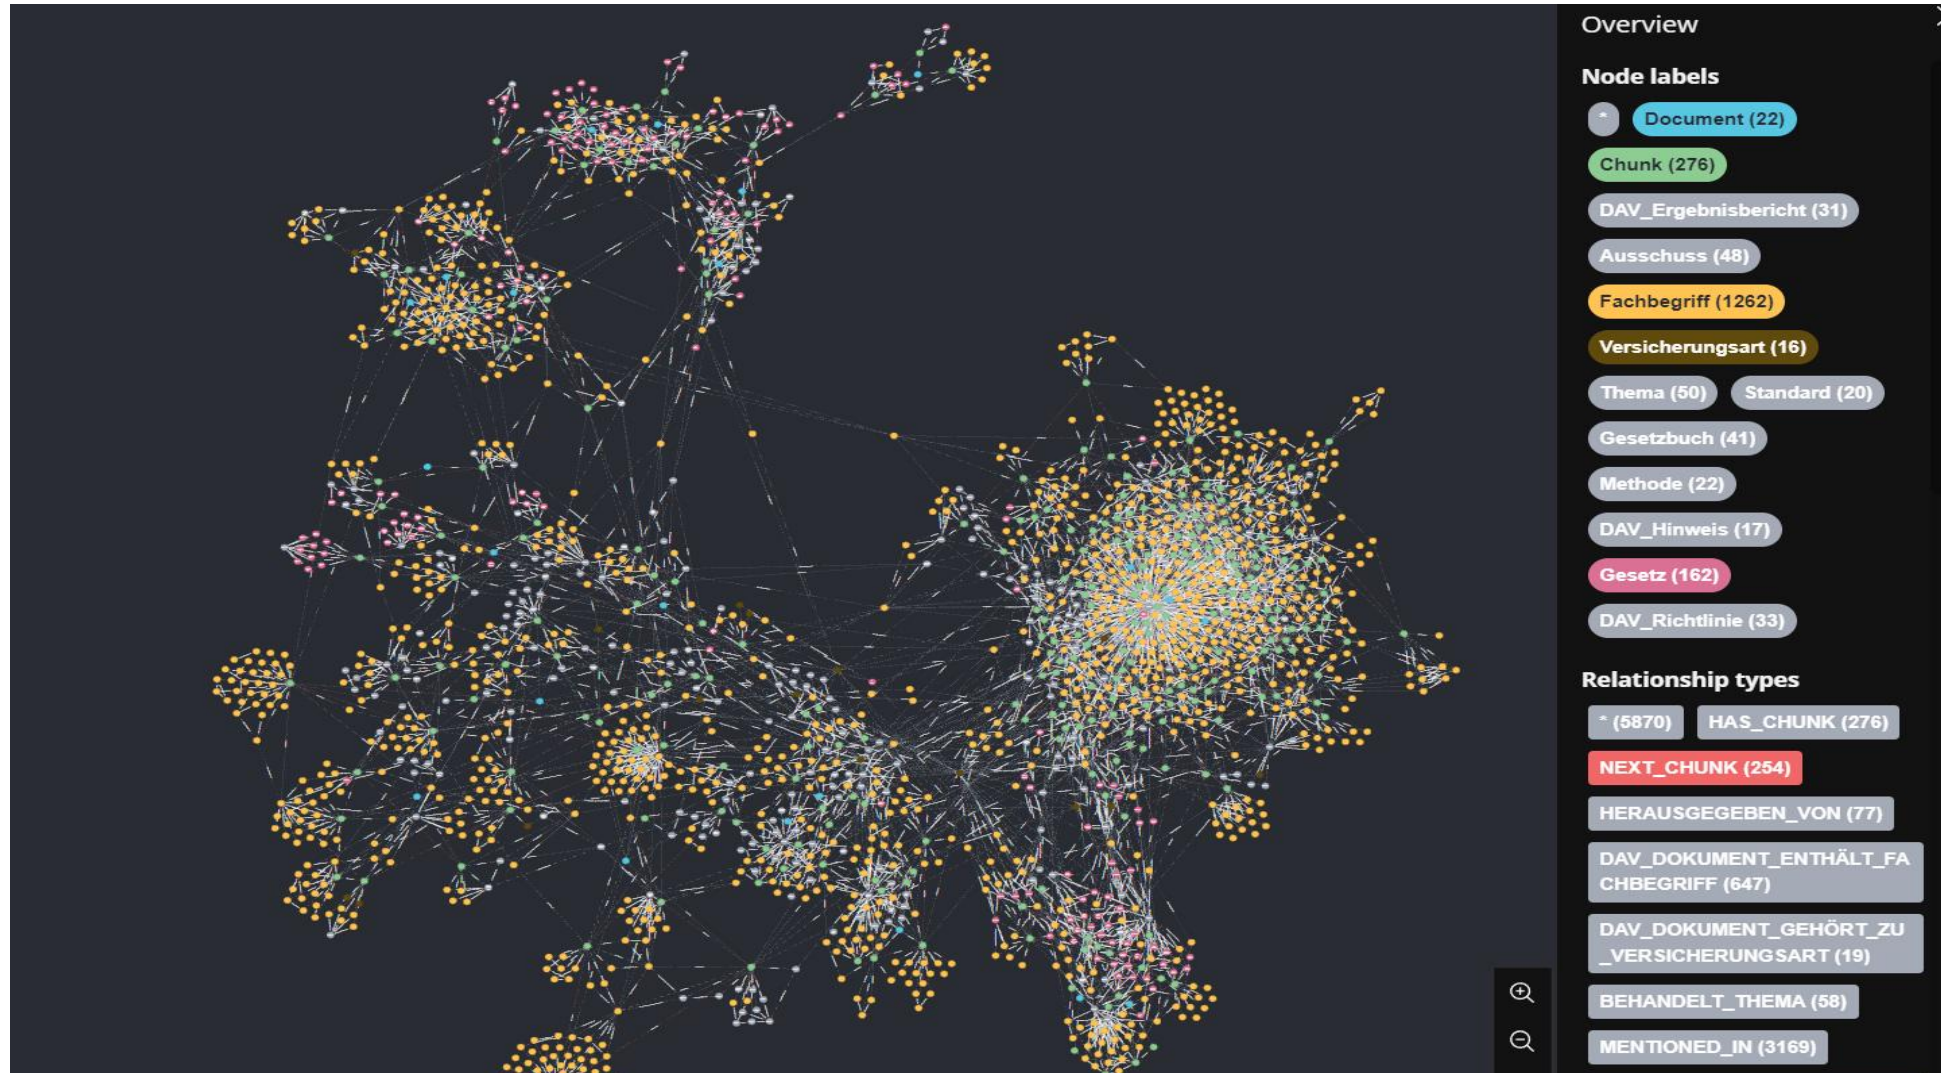 Overview
Node labels
* Document (22)
Chunk (276)
DAV_Ergebnisbericht (31)
Ausschuss (48)
Fachbegriff (1262)
Versicherungsart (16)
Thema (50) Standard (20)
Gesetzbuch (41)
Methode (22)
DAV_Hinweis (17)
Gesetz (162)
DAV_Richtlinie (33)
Relationship types
* (5870) HAS_CHUNK (276)
NEXT_CHUNK (254)
HERAUSGEGEBEN_VON (77)
DAV_DOKUMENT_ENTHÄLT_FA
CHBEGRIFF (647)
DAV_DOKUMENT_GEHÖRT_ZU
_VERSICHERUNGSART (19)
BEHANDELT_THEMA (58)
MENTIONED_IN (3169)